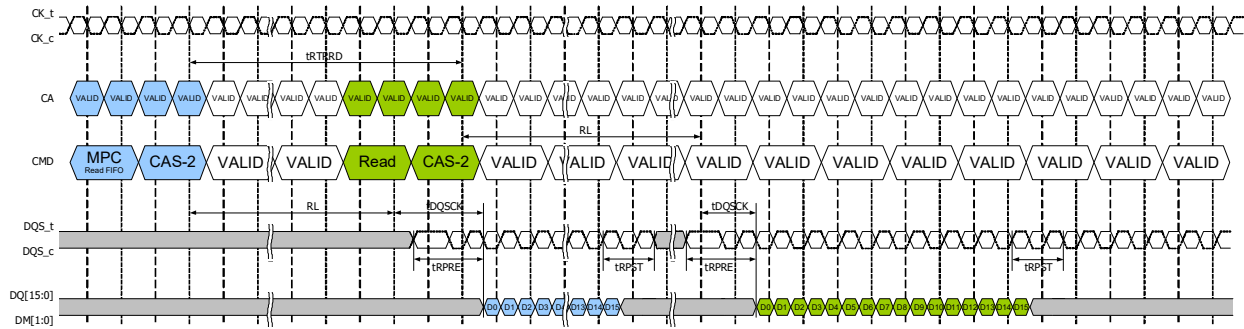 CK_t
CK_c
tRTRRD
CA VALID VALID VALID VALID VALID VALID VALID VALID VALID VALID VALID VALID VALID VALID VALID VALID VALID VALID VALID VALID VALID VALID VALID VALID VALID VALID VALID VALID VALID VALID VALID VALID VALID VALID
RL
CMD MPC CAS-2 VALID VALID Read CAS-2 VALID VALID VALID VALID VALID VALID VALID VALID VALID VALID VALID
Read FIFO
RL tDQSCK tDQSCK
DQS_t
DQS_c
tRPRE tRPST tRPRE tRPST
DQ[15:0]
D0 D1 D2 D3 D13 D14 D15 D0 D1 D2 D3 D4 D5 D6 D7 D8 D9 D10 D11 D12 D13 D14 D15
DM[1:0]